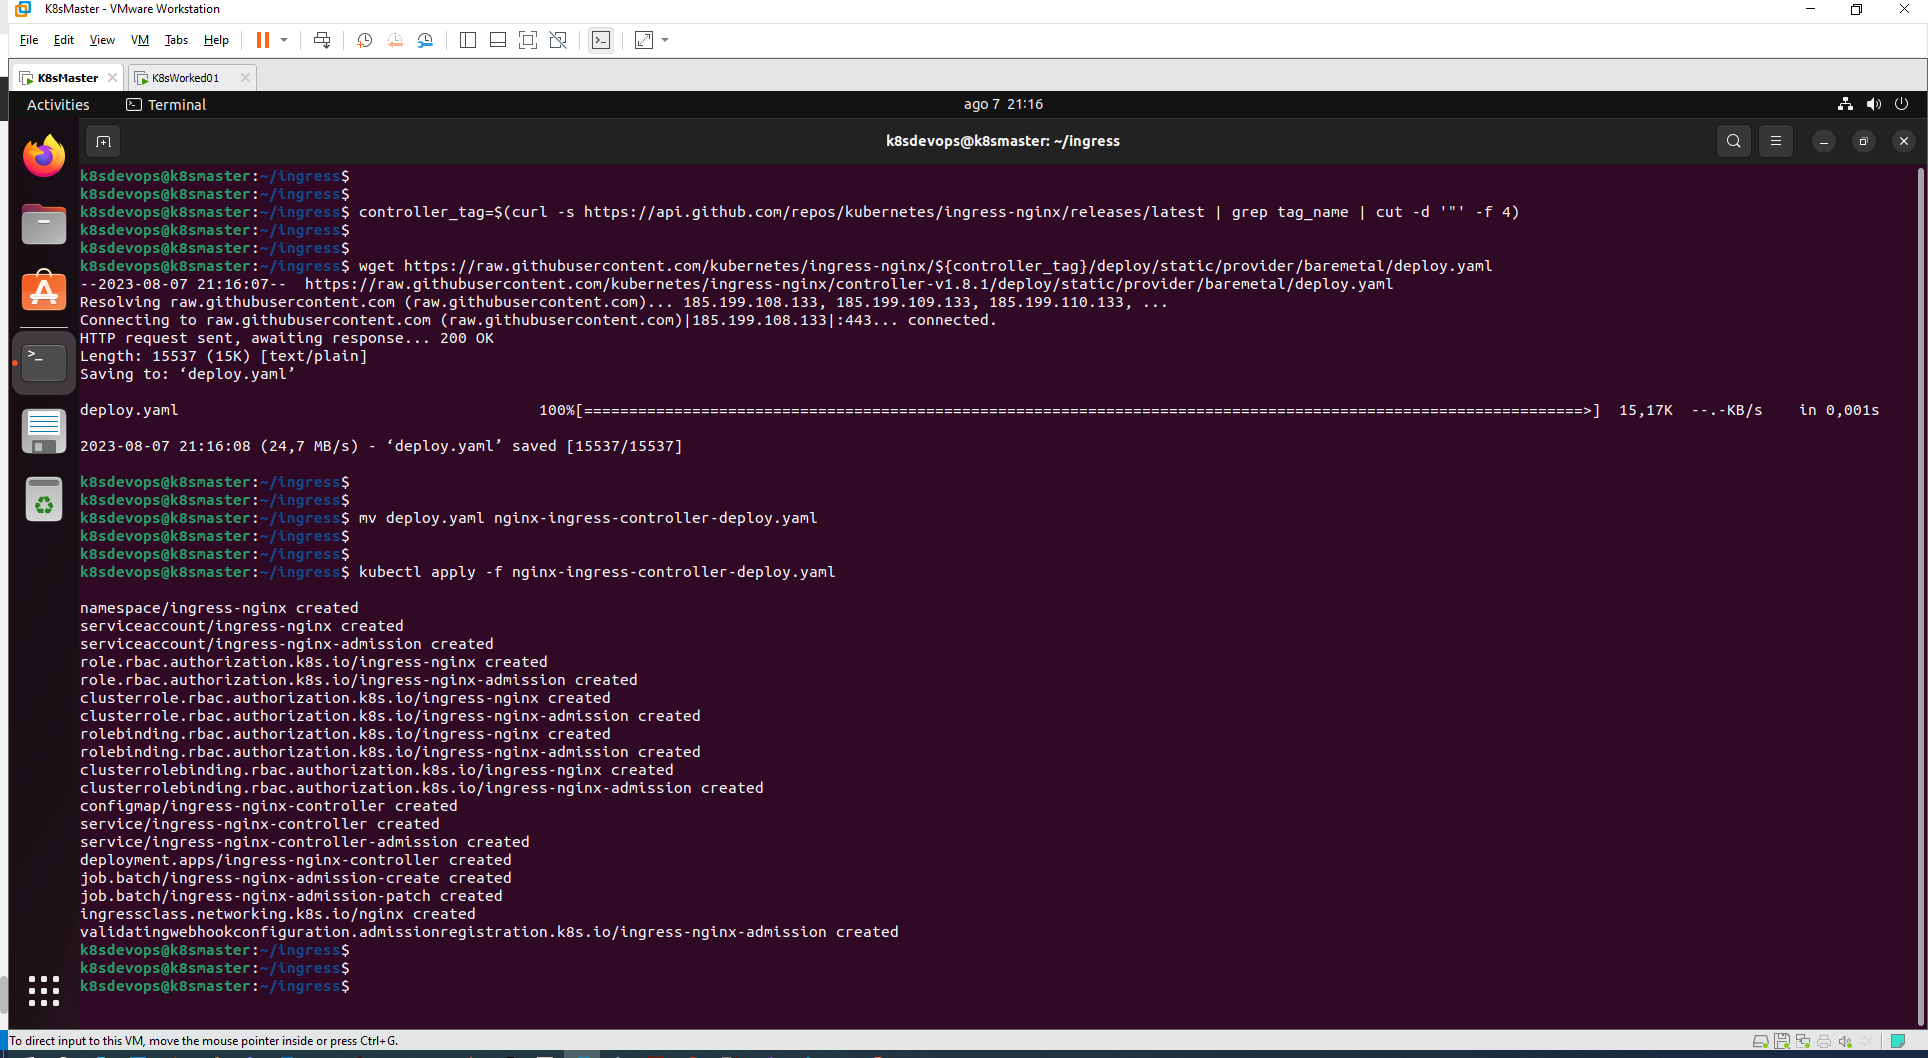 K8sMaster - VMware Workstation
File Edit View VM Tabs Help
K8sMaster K8sWorked01
Activities Terminal ago 7 21:16
k8sdevops@k8smaster: ~/ingress
k8sdevops@k8smaster:~/ingress$
k8sdevops@k8smaster:~/ingress$
k8sdevops@k8smaster:~/ingress$ controller_tag=$(curl -s https://api.github.com/repos/kubernetes/ingress-nginx/releases/latest | grep tag_name | cut -d '"' -f 4)
k8sdevops@k8smaster:~/ingress$
k8sdevops@k8smaster:~/ingress$
k8sdevops@k8smaster:~/ingress$ wget https://raw.githubusercontent.com/kubernetes/ingress-nginx/${controller_tag}/deploy/static/provider/baremetal/deploy.yaml
--2023-08-07 21:16:07--  https://raw.githubusercontent.com/kubernetes/ingress-nginx/controller-v1.8.1/deploy/static/provider/baremetal/deploy.yaml
Resolving raw.githubusercontent.com (raw.githubusercontent.com)... 185.199.108.133, 185.199.109.133, 185.199.110.133, ...
Connecting to raw.githubusercontent.com (raw.githubusercontent.com)|185.199.108.133|:443... connected.
HTTP request sent, awaiting response... 200 OK
Length: 15537 (15K) [text/plain]
Saving to: ‘deploy.yaml’
deploy.yaml 100%[===============================================================================================================>] 15,17K --.-KB/s in 0,001s
2023-08-07 21:16:08 (24,7 MB/s) - ‘deploy.yaml’ saved [15537/15537]
k8sdevops@k8smaster:~/ingress$
k8sdevops@k8smaster:~/ingress$
k8sdevops@k8smaster:~/ingress$ mv deploy.yaml nginx-ingress-controller-deploy.yaml
k8sdevops@k8smaster:~/ingress$
k8sdevops@k8smaster:~/ingress$
k8sdevops@k8smaster:~/ingress$ kubectl apply -f nginx-ingress-controller-deploy.yaml
namespace/ingress-nginx created
serviceaccount/ingress-nginx created
serviceaccount/ingress-nginx-admission created
role.rbac.authorization.k8s.io/ingress-nginx created
role.rbac.authorization.k8s.io/ingress-nginx-admission created
clusterrole.rbac.authorization.k8s.io/ingress-nginx created
clusterrole.rbac.authorization.k8s.io/ingress-nginx-admission created
rolebinding.rbac.authorization.k8s.io/ingress-nginx created
rolebinding.rbac.authorization.k8s.io/ingress-nginx-admission created
clusterrolebinding.rbac.authorization.k8s.io/ingress-nginx created
clusterrolebinding.rbac.authorization.k8s.io/ingress-nginx-admission created
configmap/ingress-nginx-controller created
service/ingress-nginx-controller created
service/ingress-nginx-controller-admission created
deployment.apps/ingress-nginx-controller created
job.batch/ingress-nginx-admission-create created
job.batch/ingress-nginx-admission-patch created
ingressclass.networking.k8s.io/nginx created
validatingwebhookconfiguration.admissionregistration.k8s.io/ingress-nginx-admission created
k8sdevops@k8smaster:~/ingress$
k8sdevops@k8smaster:~/ingress$
k8sdevops@k8smaster:~/ingress$
To direct input to this VM, move the mouse pointer inside or press Ctrl+G.